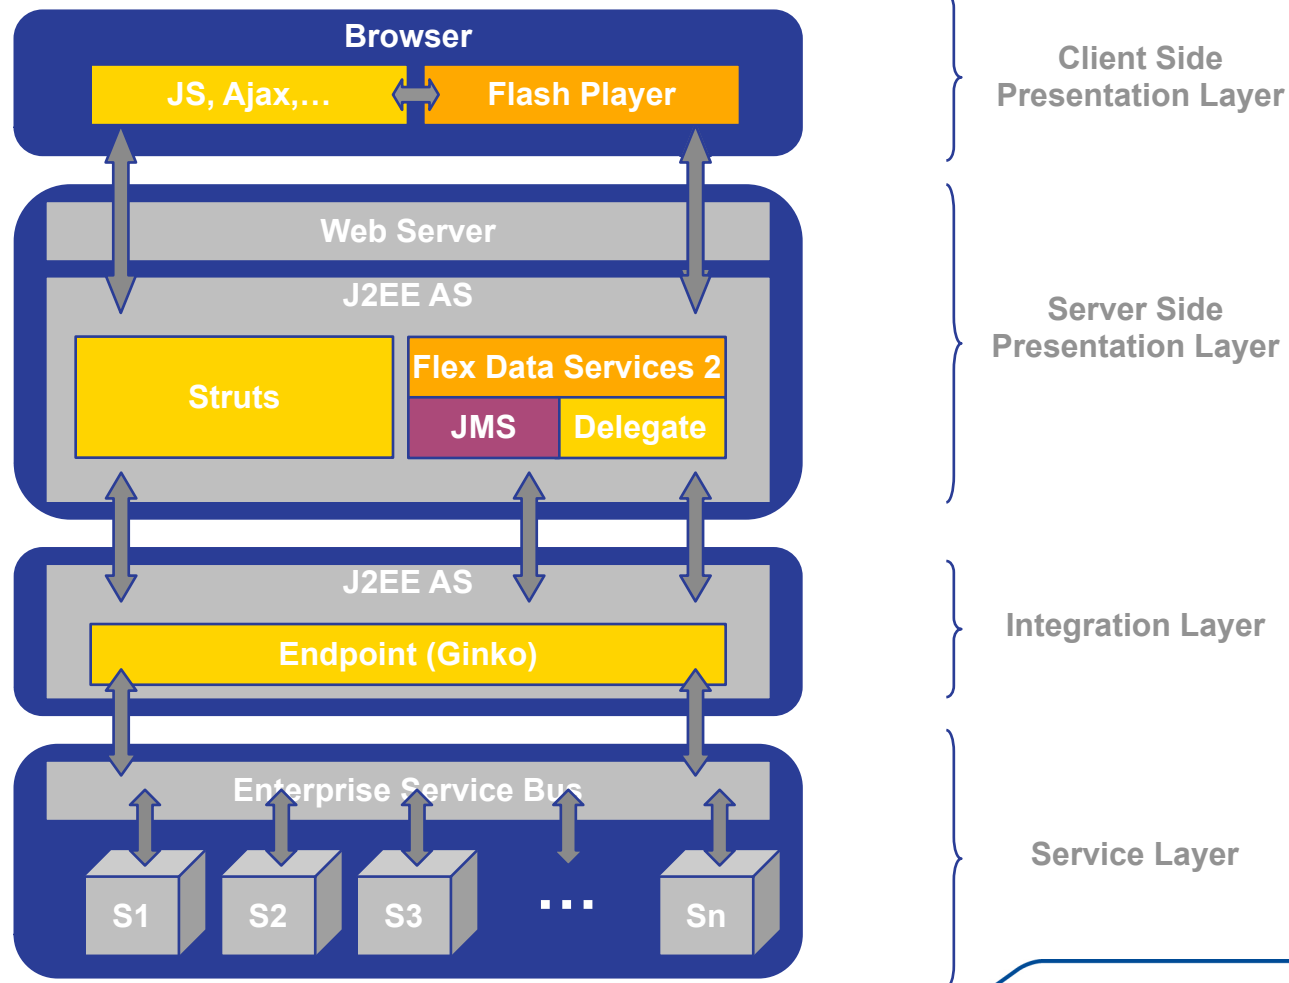 Browser
JS, Ajax,... Flash Player
Client Side
Presentation Layer
Web Server
J2EE AS
Struts
Flex Data Services 2
JMS Delegate
Server Side
Presentation Layer
J2EE AS
Endpoint (Ginko)
Integration Layer
Enterprise Service Bus
S1 S2 S3 ... Sn
Service Layer